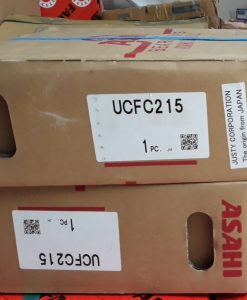 UCFC215
1 PC.
JUSTY CORPORATION
The origin from JAPAN
ASAHI
1 PC.
UCFC215